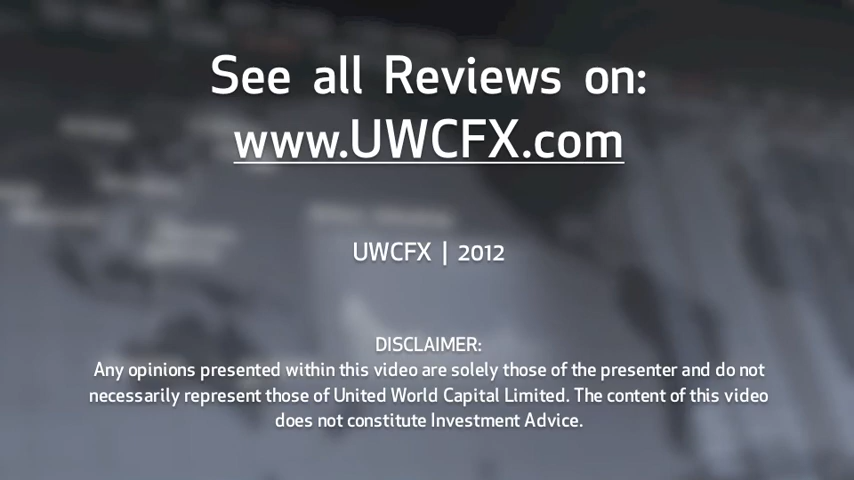 See all Reviews on:
www.UWCFX.com
UWCFX | 2012
DISCLAIMER:
Any opinions presented within this video are solely those of the presenter and do not
necessarily represent those of United World Capital Limited. The content of this video
does not constitute Investment Advice.